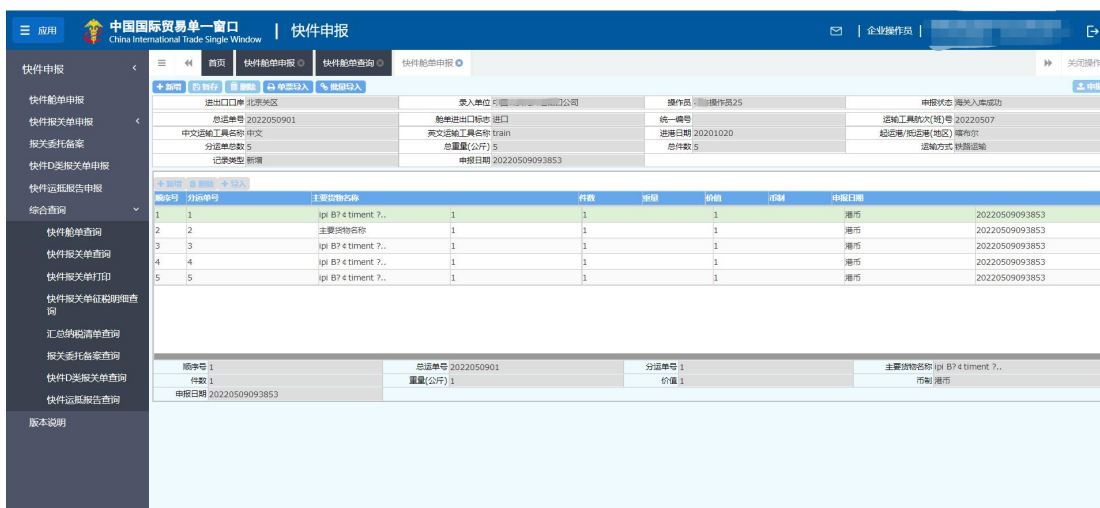 应用
中国国际贸易单一窗口 | 快件申报
China International Trade Single Window
企业操作员 |
快件申报
快件舱单申报
快件报关单申报
报关委托备案
快件D类报关单申报
快件运抵报告申报
综合查询
快件舱单查询
快件报关单查询
快件报关单打印
快件报关单征税明细查询
汇总纳税清单查询
报关委托备案查询
快件D类报关单查询
快件运抵报告查询
版本说明
首页 快件舱单申报 快件舱单查询 快件舱单申报 关闭操作
+新增 暂存 删除 单票导入 批量导入 申报
进出口口岸 北京关区 录入单位 口公司 操作员 操作员25 申报状态 海关入库成功
总运单号 2022050901 舱单进出口标志 进口 统一编号 运输工具航次(班)号 20220507
中文运输工具名称 中文 英文运输工具名称 train 进港日期 20201020 起运港/抵运港(地区) 喀布尔
分运单总数 5 总重量(公斤) 5 总件数 5 运输方式 铁路运输
记录类型 新增 申报日期 20220509093853
+新增 删除 +导入
顺序号 分运单号 主要货物名称 件数 重量 价值 币制 申报日期
1 1 ipi B?¢timent ?.. 1 1 1 港币 20220509093853
2 2 主要货物名称 1 1 1 港币 20220509093853
3 3 ipi B?¢timent ?.. 1 1 1 港币 20220509093853
4 4 ipi B?¢timent ?.. 1 1 1 港币 20220509093853
5 5 ipi B?¢timent ?.. 1 1 1 港币 20220509093853
顺序号 1 总运单号 2022050901 分运单号 1 主要货物名称 ipi B?¢timent ?..
件数 1 重量(公斤) 1 价值 1 币制 港币
申报日期 20220509093853